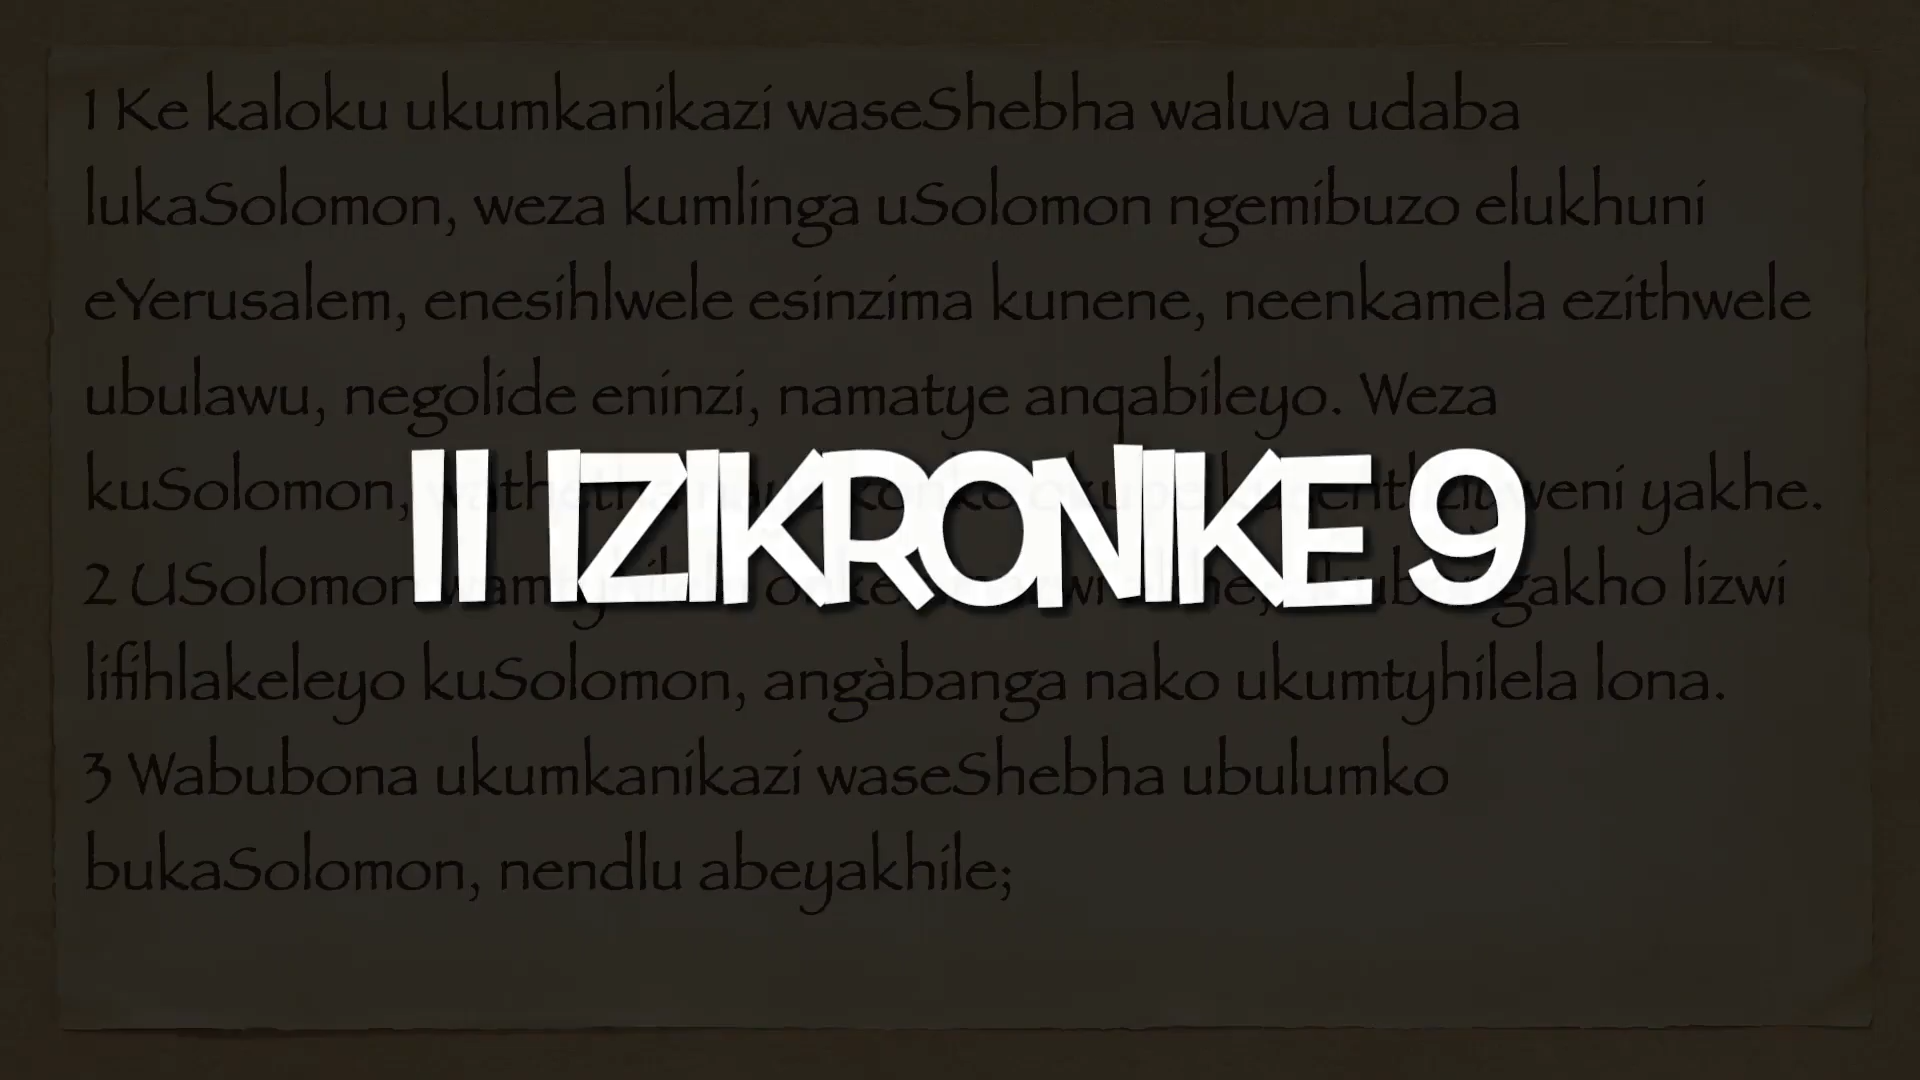 1 Ke kaloku ukumkanikazi waseShebha waluva udaba
lukaSolomon, weza kumlinga uSolomon ngemibuzo elukhuni
eYerusalem, enesihlwele esinzima kunene, neenkamela ezithwele
ubulawu, negolide eninzi, namatye anqabileyo. Weza
kuSolomon, yakhe.
II IZIKRONIKE 9
2 USolomon lizwi
lifihlakeleyo kuSolomon, angàbanga nako ukumtyhilela lona.
3 Wabubona ukumkanikazi waseShebha ubulumko
bukaSolomon, nendlu abeyakhile;